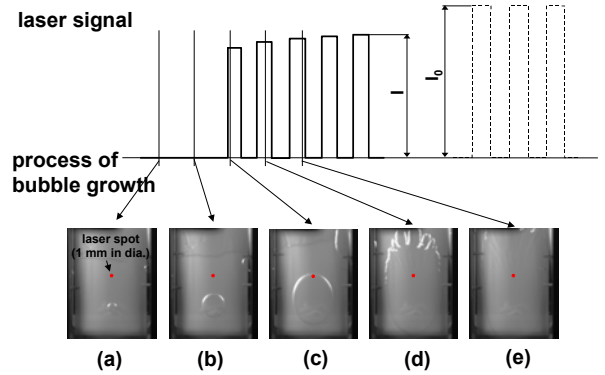 laser signal
I
I0
process of
bubble growth
laser spot
(1 mm in dia.)
(a) (b) (c) (d) (e)